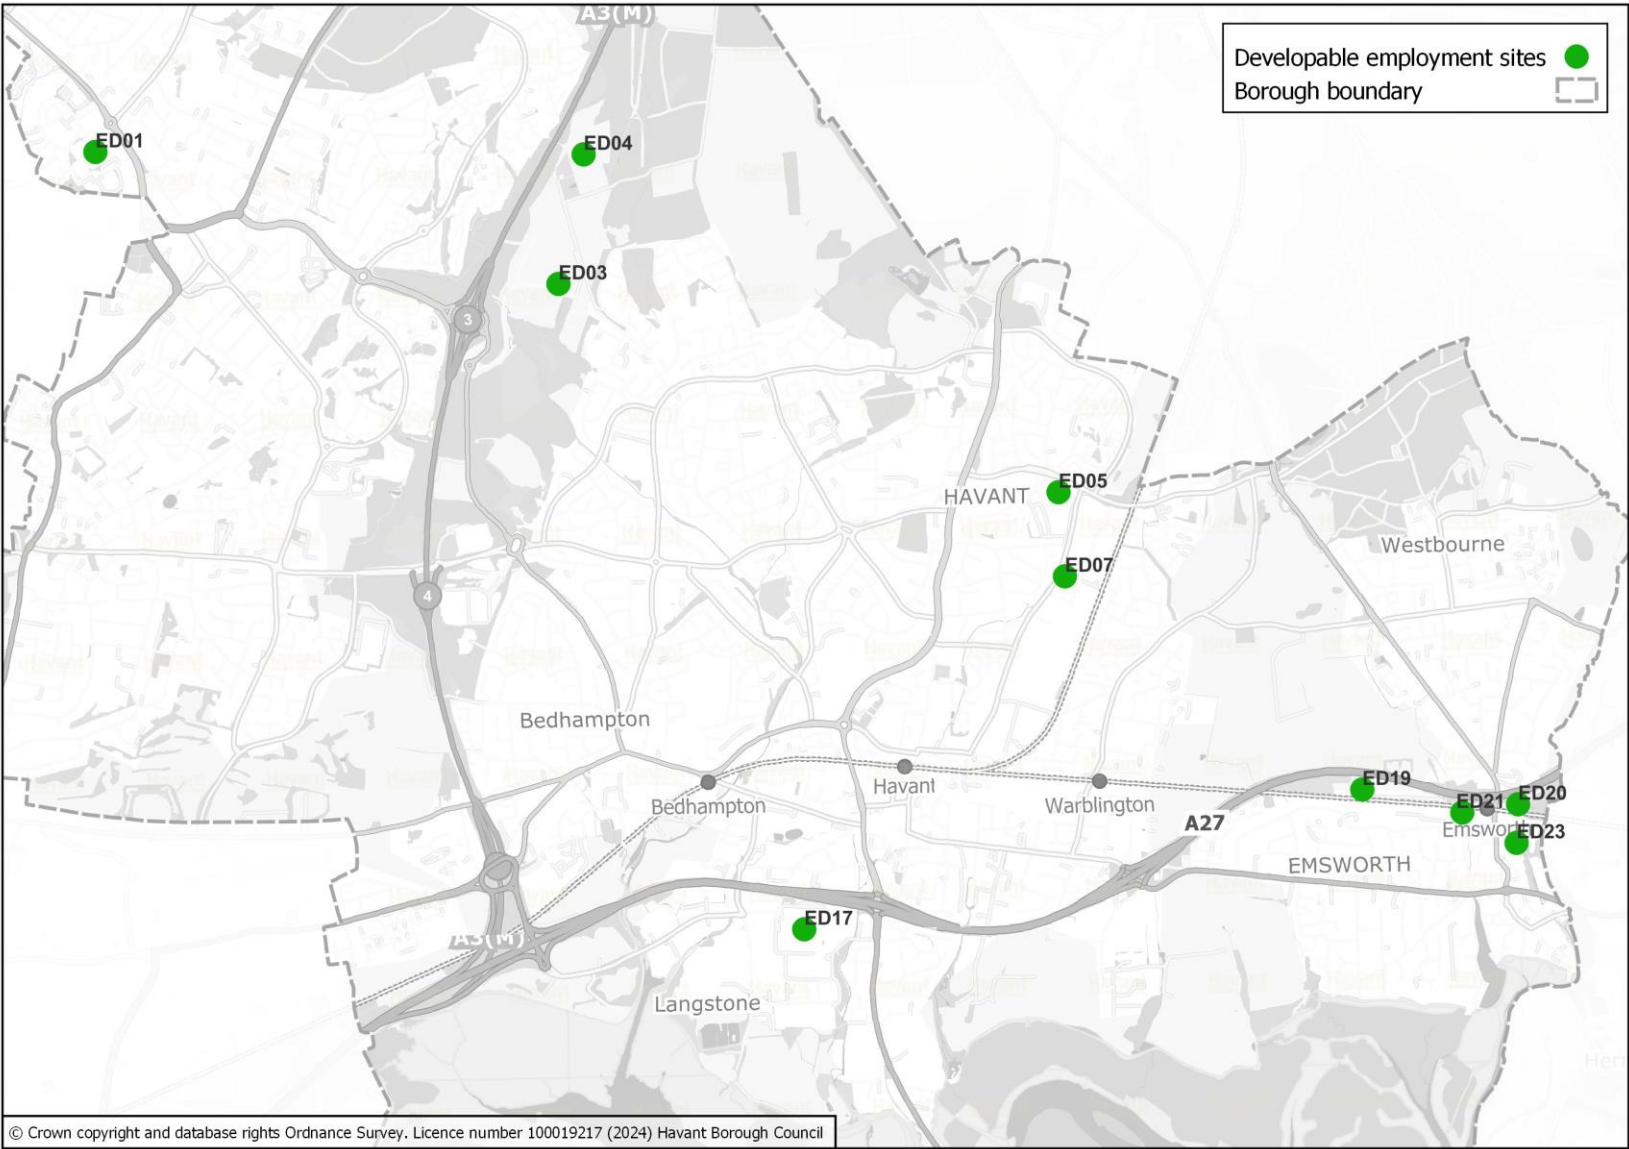 A3(M)
Developable employment sites
Borough boundary
ED01
ED04
ED03
3
ED05
HAVANT
Westbourne
ED07
4
Bedhampton
Havant
Bedhampton
Warblington
ED19
ED21
ED20
Emsworth
A27
ED23
EMSWORTH
ED17
A3(M)
Langstone
© Crown copyright and database rights Ordnance Survey. Licence number 100019217 (2024) Havant Borough Council